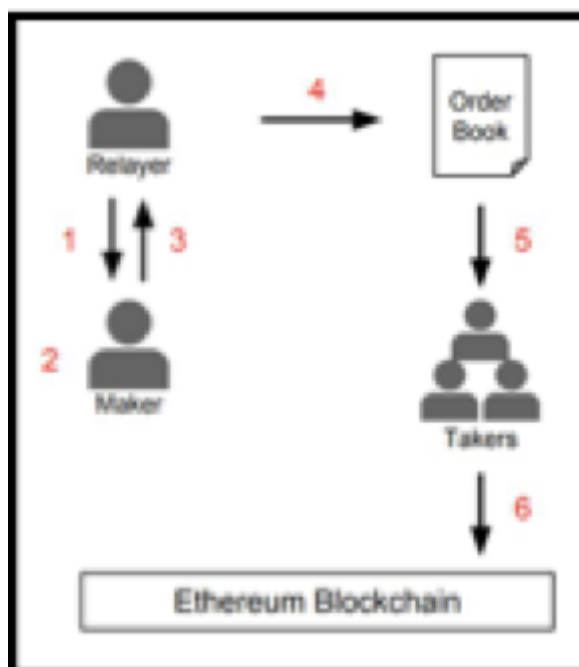 4
Order
Book
Relayer
1
3
5
2
Maker
Takers
6
Ethereum Blockchain